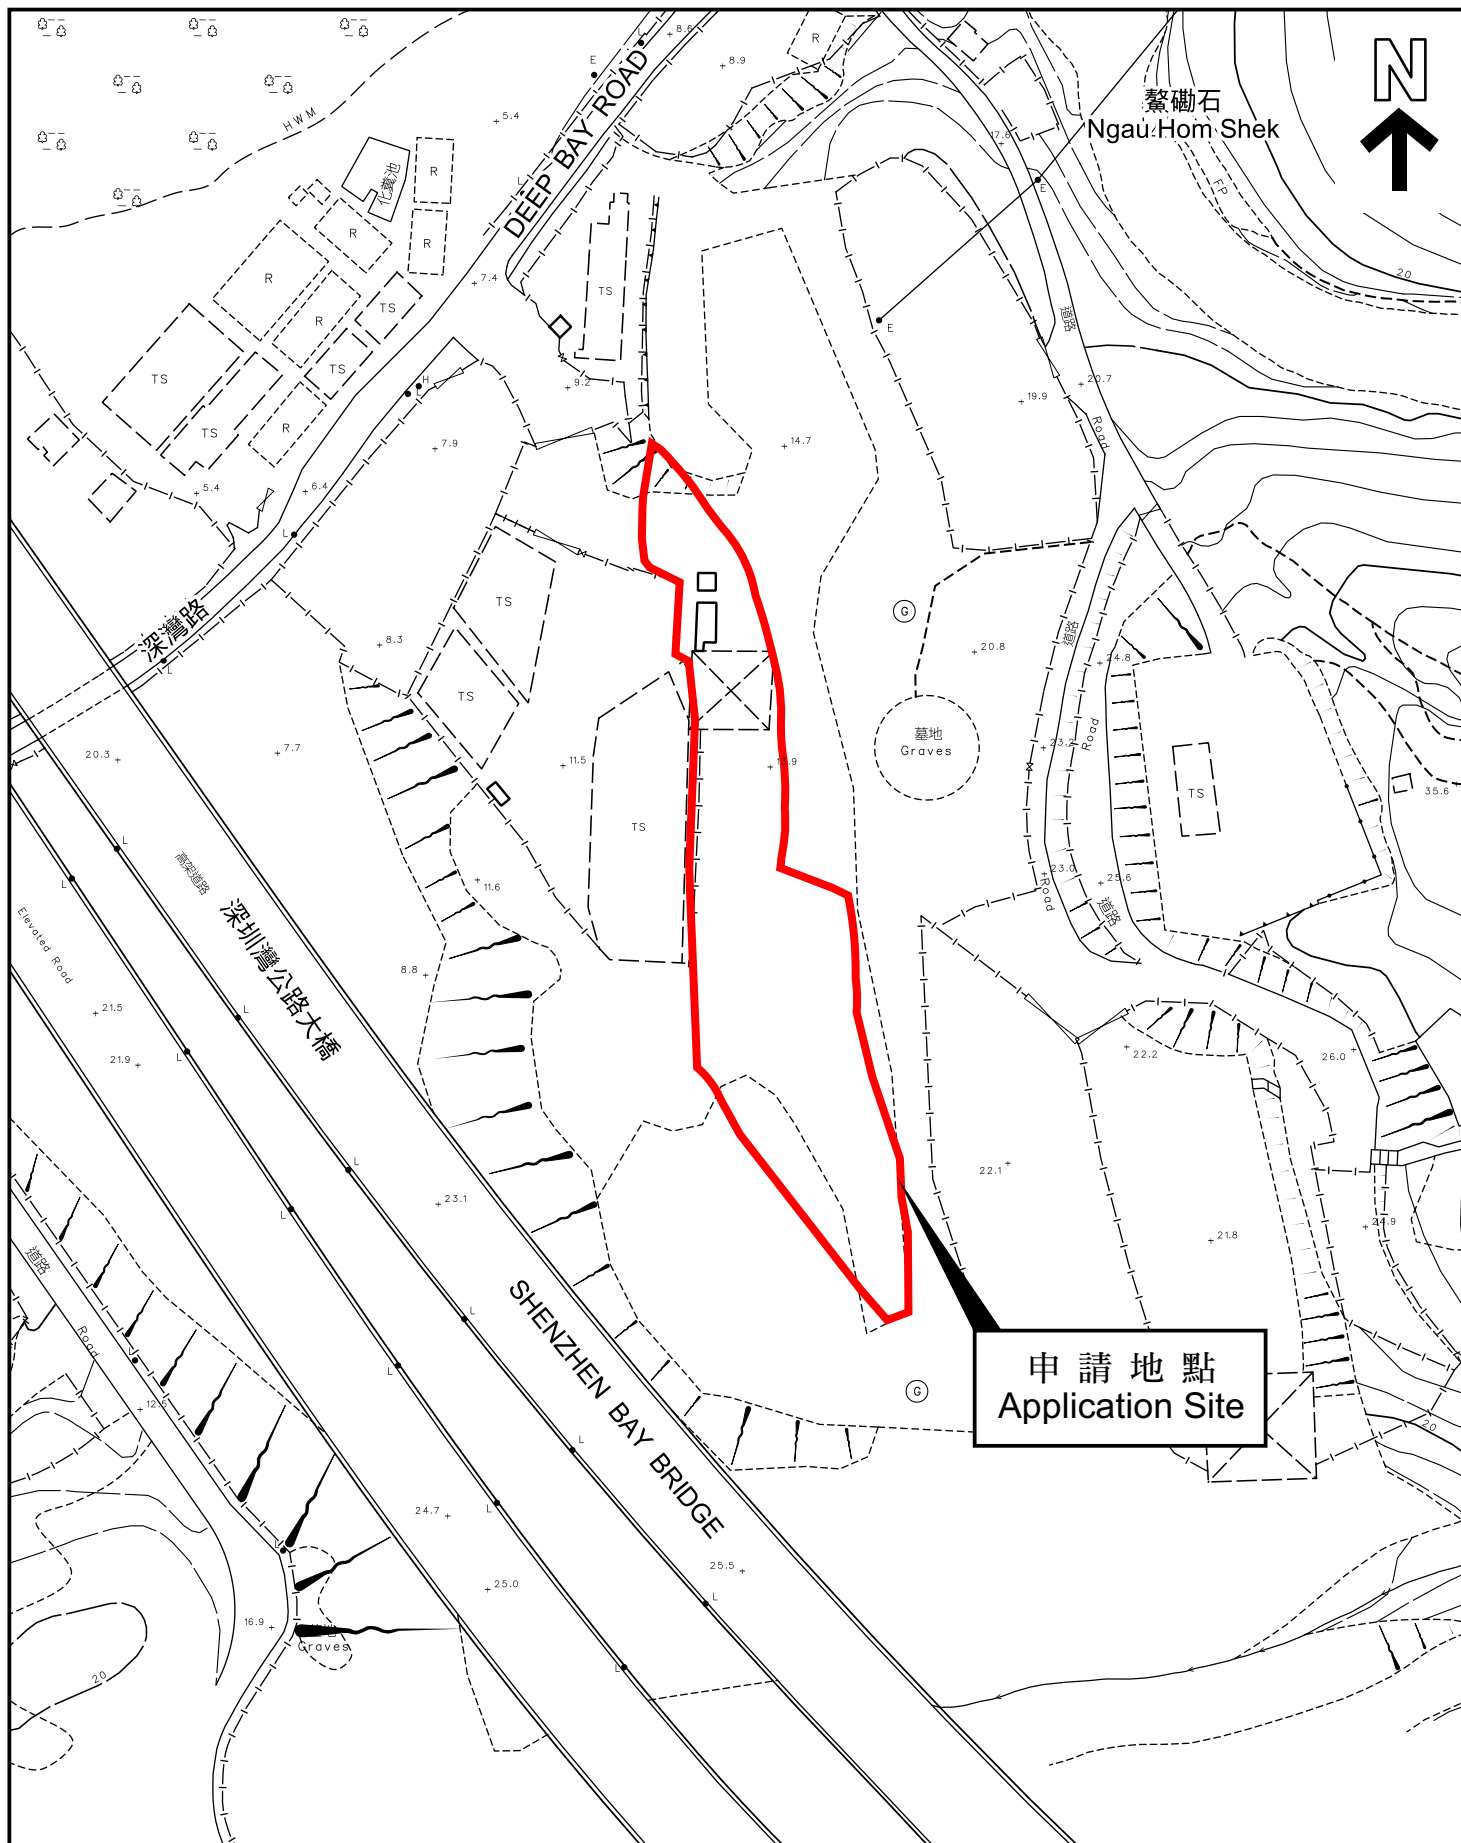 HWM
化糞池
R
R
R
R
R
R
R
TS
TS
TS
TS
TS
DEEP BAY ROAD
8.6
8.9
5.4
E
L
L
鰲磡石
Ngau Hom Shek
17.6
E
E
N
FP
20
7.4
9.2
H
L
7.9
5.4
6.4
L
14.7
19.9
20.7
道路
Road
深灣路
L
8.3
TS
TS
G
20.8
道路
24.8
20.3
7.7
11.5
13.9
TS
墓地
Graves
23.2
Road
TS
35.6
高架道路
Elevated Road
L
L
深圳灣公路大橋
11.6
8.8
23.0
Road
25.6
道路
21.5
21.9
L
L
22.2
26.0
L
23.1
L
22.1
21.8
24.9
道路
Road
L
12.5
L
L
SHENZHEN BAY BRIDGE
G
申請地點
Application Site
20
L
24.7
L
L
25.5
25.0
L
16.9
Graves
20
L